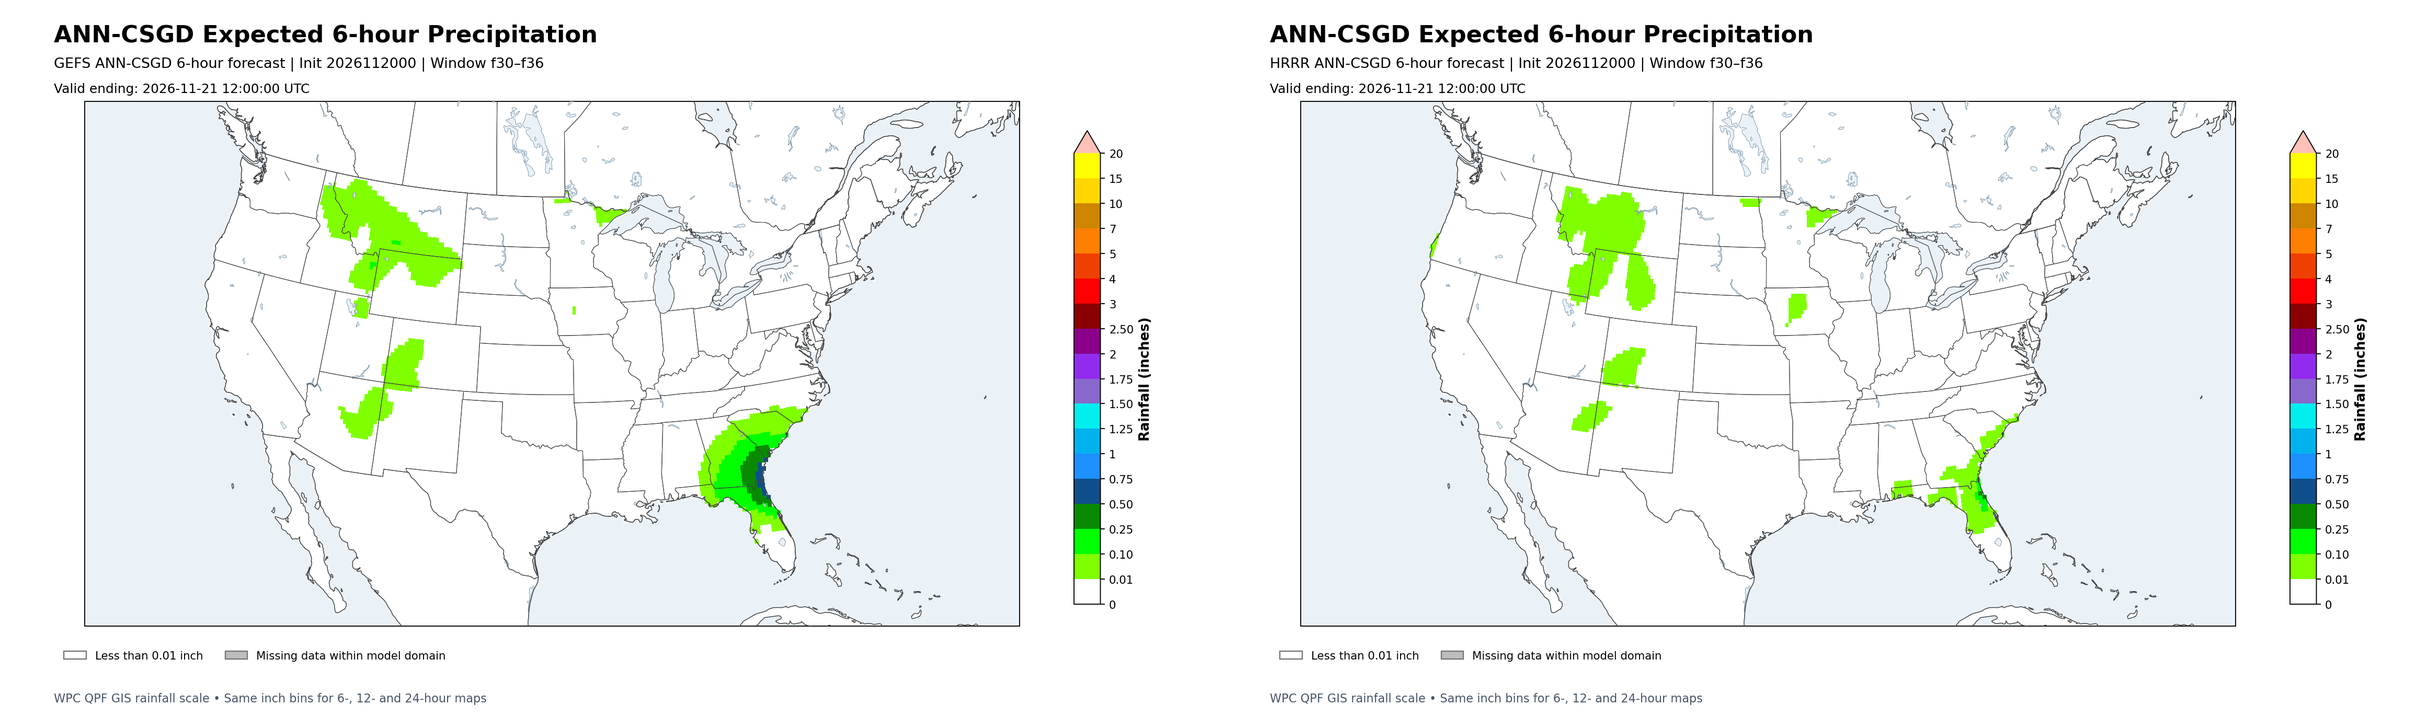 ANN-CSGD Expected 6-hour Precipitation
GEFS ANN-CSGD 6-hour forecast | Init 2026112000 | Window f30–f36
Valid ending: 2026-11-21 12:00:00 UTC
20
15
10
7
5
4
3
2.50
2
1.75
1.50
1.25
1
0.75
0.50
0.25
0.10
0.01
0
Rainfall (inches)
Less than 0.01 inch
Missing data within model domain
WPC QPF GIS rainfall scale • Same inch bins for 6-, 12- and 24-hour maps
ANN-CSGD Expected 6-hour Precipitation
HRRR ANN-CSGD 6-hour forecast | Init 2026112000 | Window f30–f36
Valid ending: 2026-11-21 12:00:00 UTC
20
15
10
7
5
4
3
2.50
2
1.75
1.50
1.25
1
0.75
0.50
0.25
0.10
0.01
0
Rainfall (inches)
Less than 0.01 inch
Missing data within model domain
WPC QPF GIS rainfall scale • Same inch bins for 6-, 12- and 24-hour maps